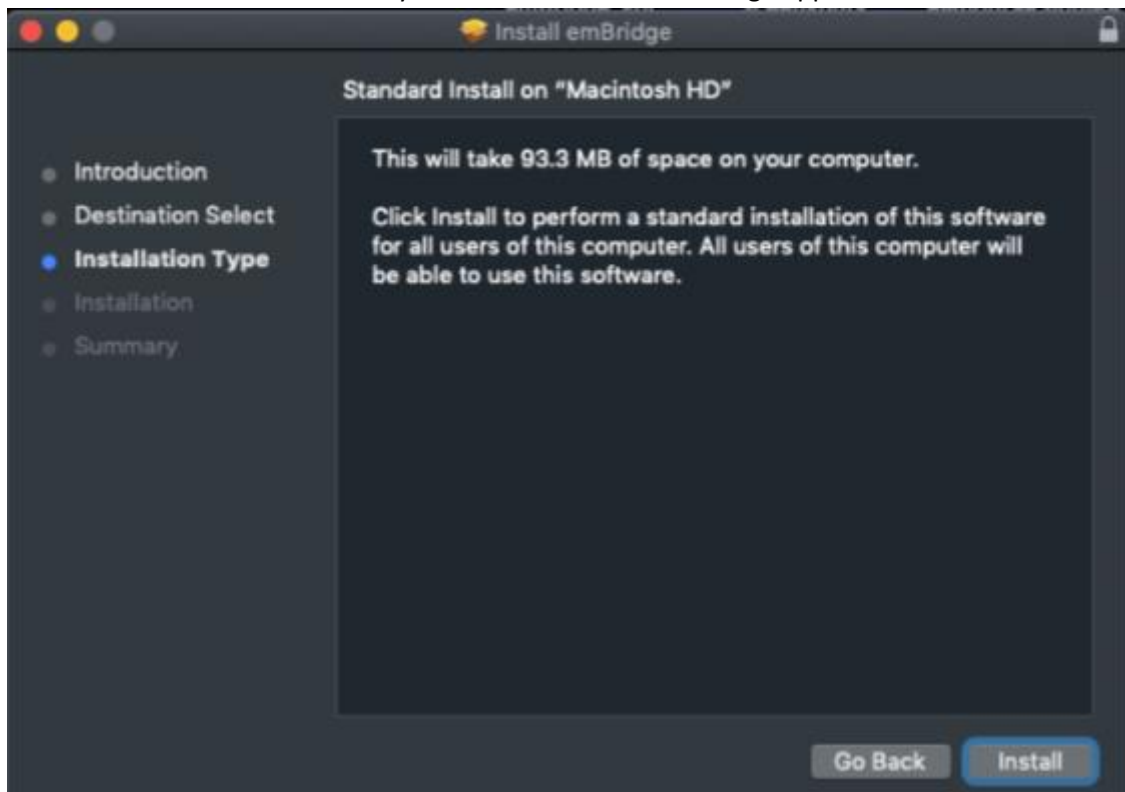 Install emBridge
Standard Install on "Macintosh HD"
Introduction
Destination Select
Installation Type
Installation
Summary
This will take 93.3 MB of space on your computer.
Click Install to perform a standard installation of this software
for all users of this computer. All users of this computer will
be able to use this software.
Go Back
Install